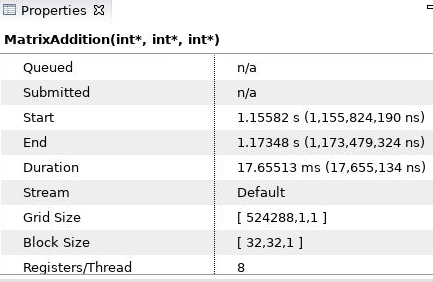 Properties
MatrixAddition(int*, int*, int*)
Queued n/a
Submitted n/a
Start 1.15582 s (1,155,824,190 ns)
End 1.17348 s (1,173,479,324 ns)
Duration 17.65513 ms (17,655,134 ns)
Stream Default
Grid Size [ 524288,1,1 ]
Block Size [ 32,32,1 ]
Registers/Thread 8